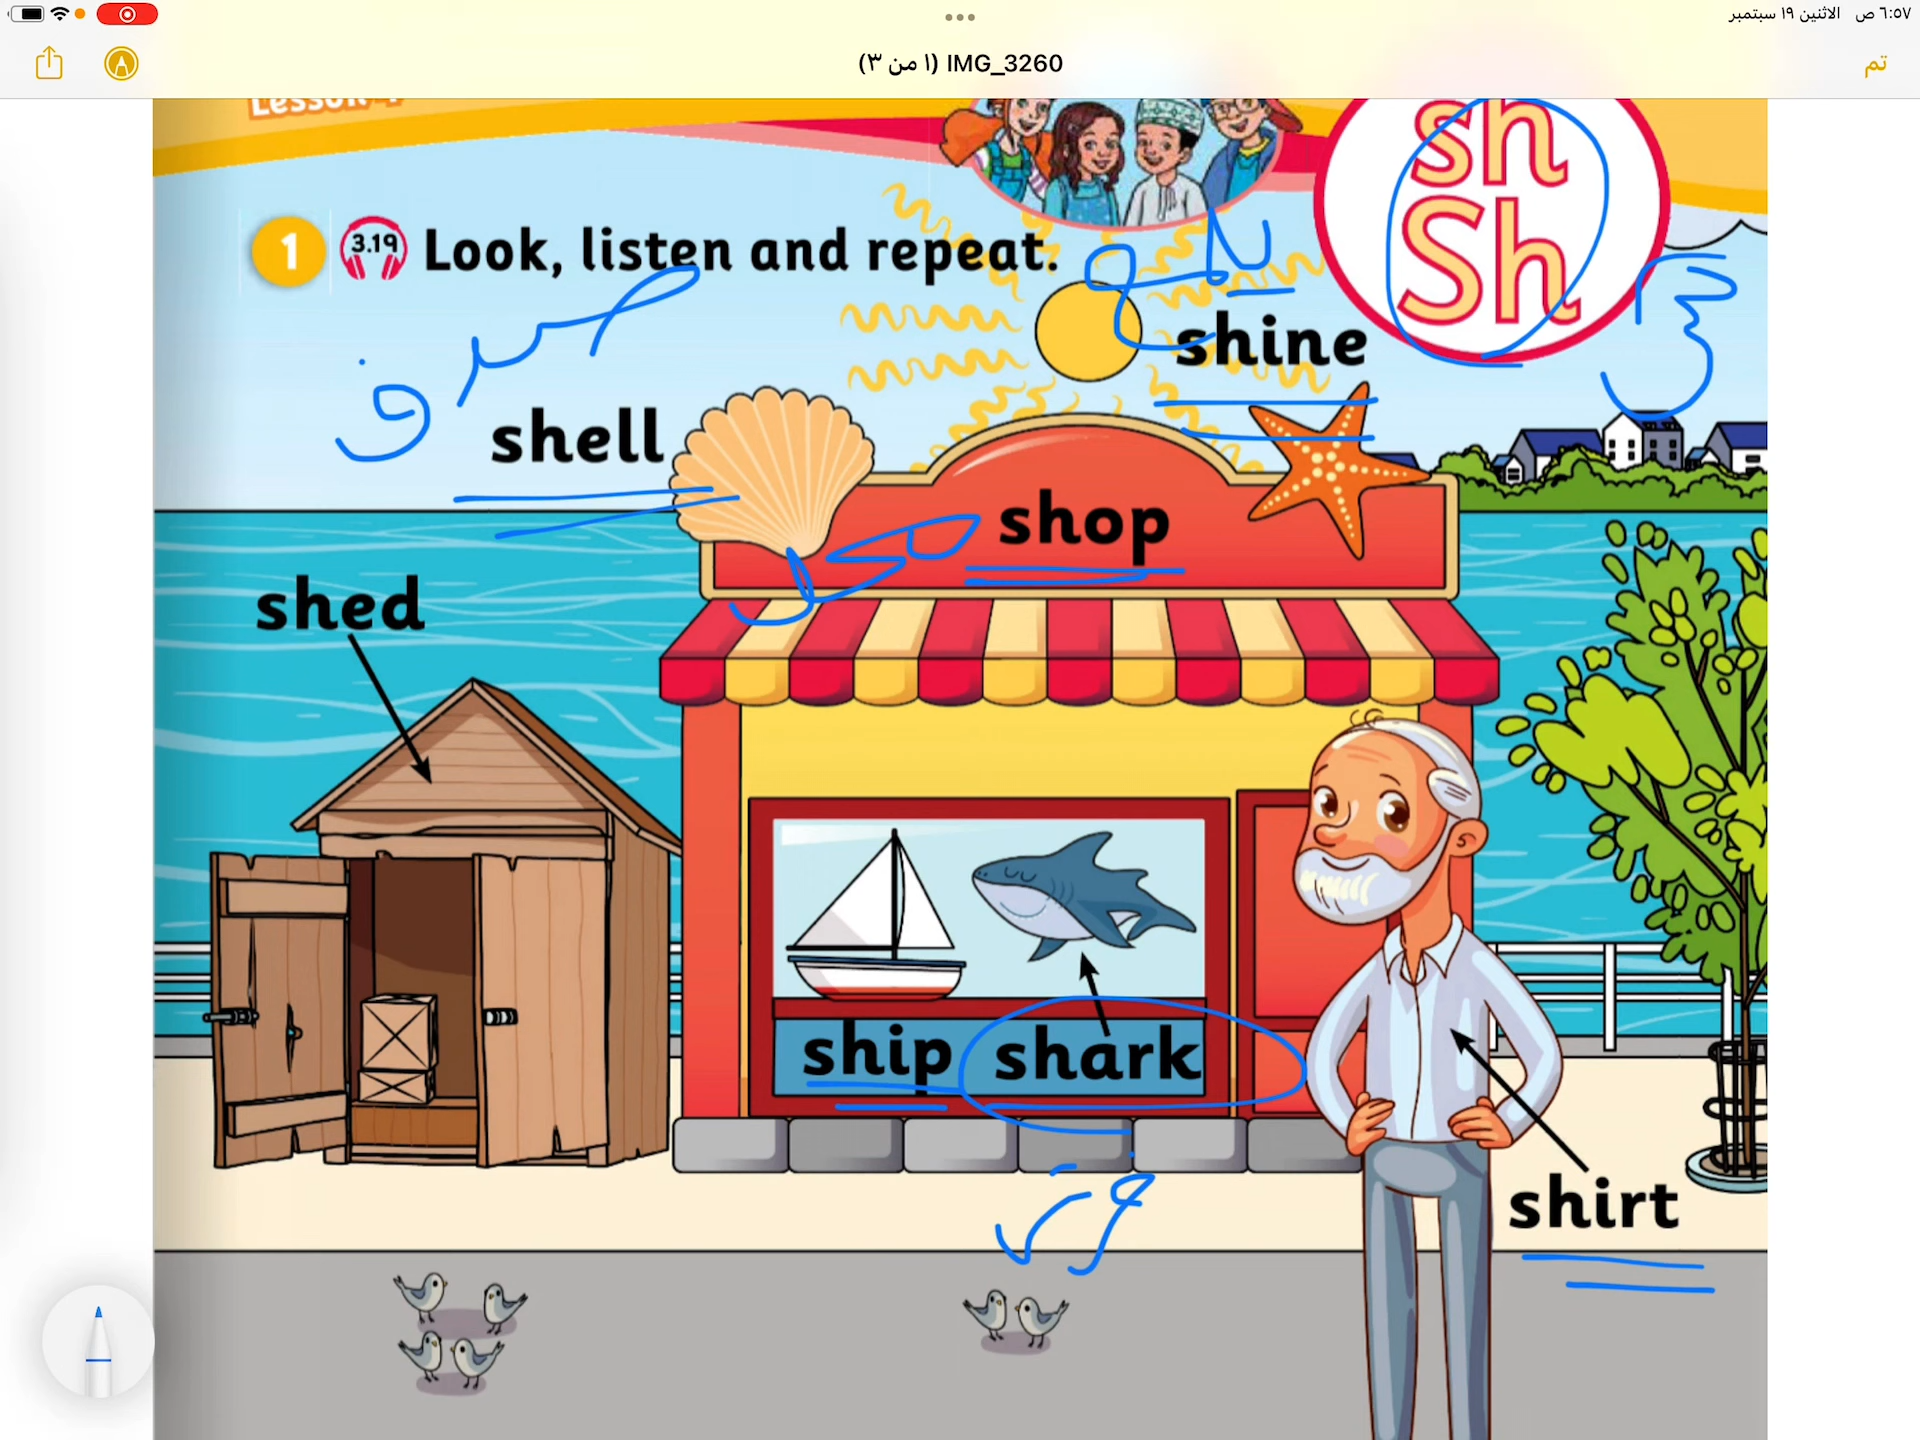 ٦:٥٧ ص الاثنين ١٩ سبتمبر
IMG_3260 (١ من ٣)
تم
sh
Sh
1 3.19 Look, listen and repeat.
shine
shell
shop
shed
ship shark
shirt